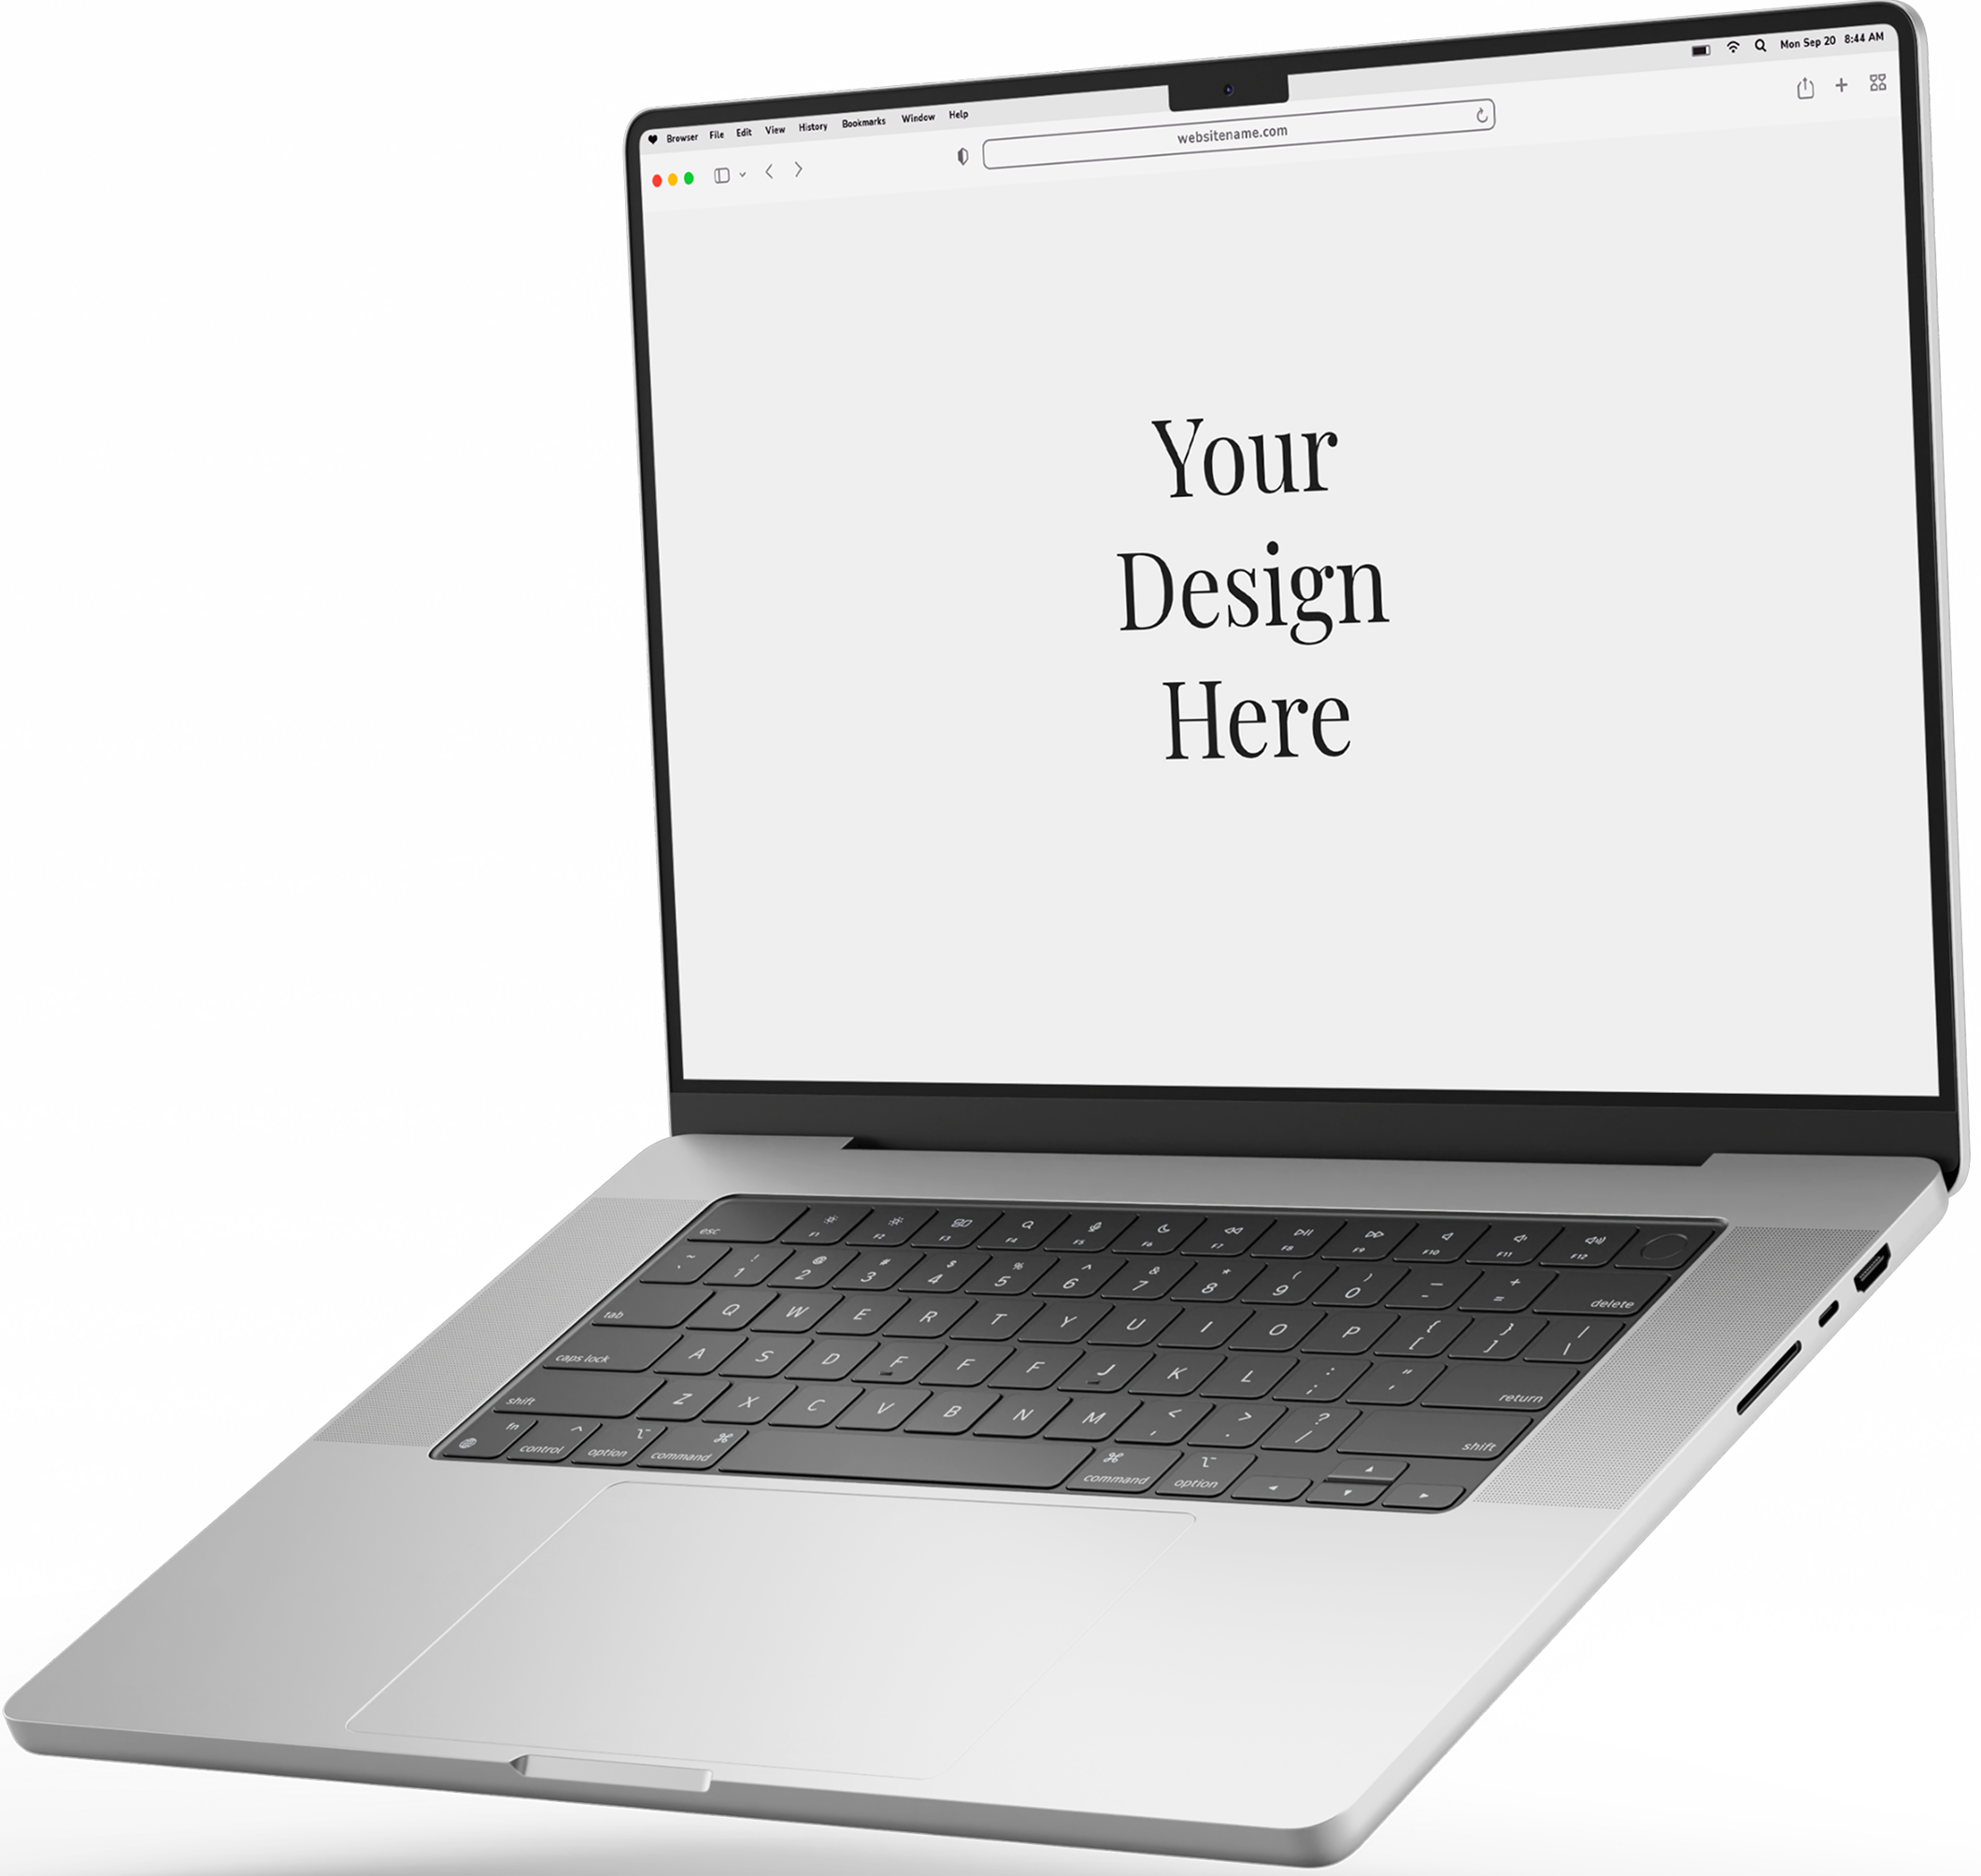 Browser File Edit View History Bookmarks Window Help
Mon Sep 20 8:44 AM
websitename.com
Your
Design
Here
esc F1 F2 F3 F4 F5 F6 F7 F8 F9 F10 F11 F12
~ ! @ # $ % ^ & * ( ) — +
` 1 2 3 4 5 6 7 8 9 0 - = delete
tab Q W E R T Y U I O P { [ } ] | \
caps lock A S D F F F J K L : ; " ' return
shift Z X C V B N M < , > . ? / shift
fn control option command command option